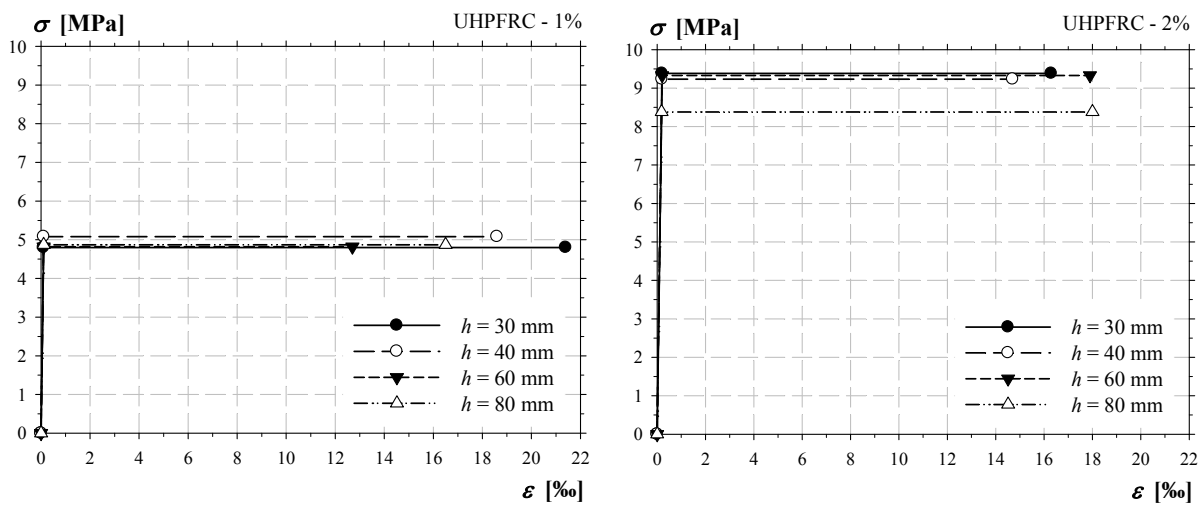 σ [MPa] UHPFRC - 1%
10
9
8
7
6
5
4
3
2
1
0
h = 30 mm
h = 40 mm
h = 60 mm
h = 80 mm
0 2 4 6 8 10 12 14 16 18 20 22
ε [‰]
σ [MPa] UHPFRC - 2%
10
9
8
7
6
5
4
3
2
1
0
h = 30 mm
h = 40 mm
h = 60 mm
h = 80 mm
0 2 4 6 8 10 12 14 16 18 20 22
ε [‰]